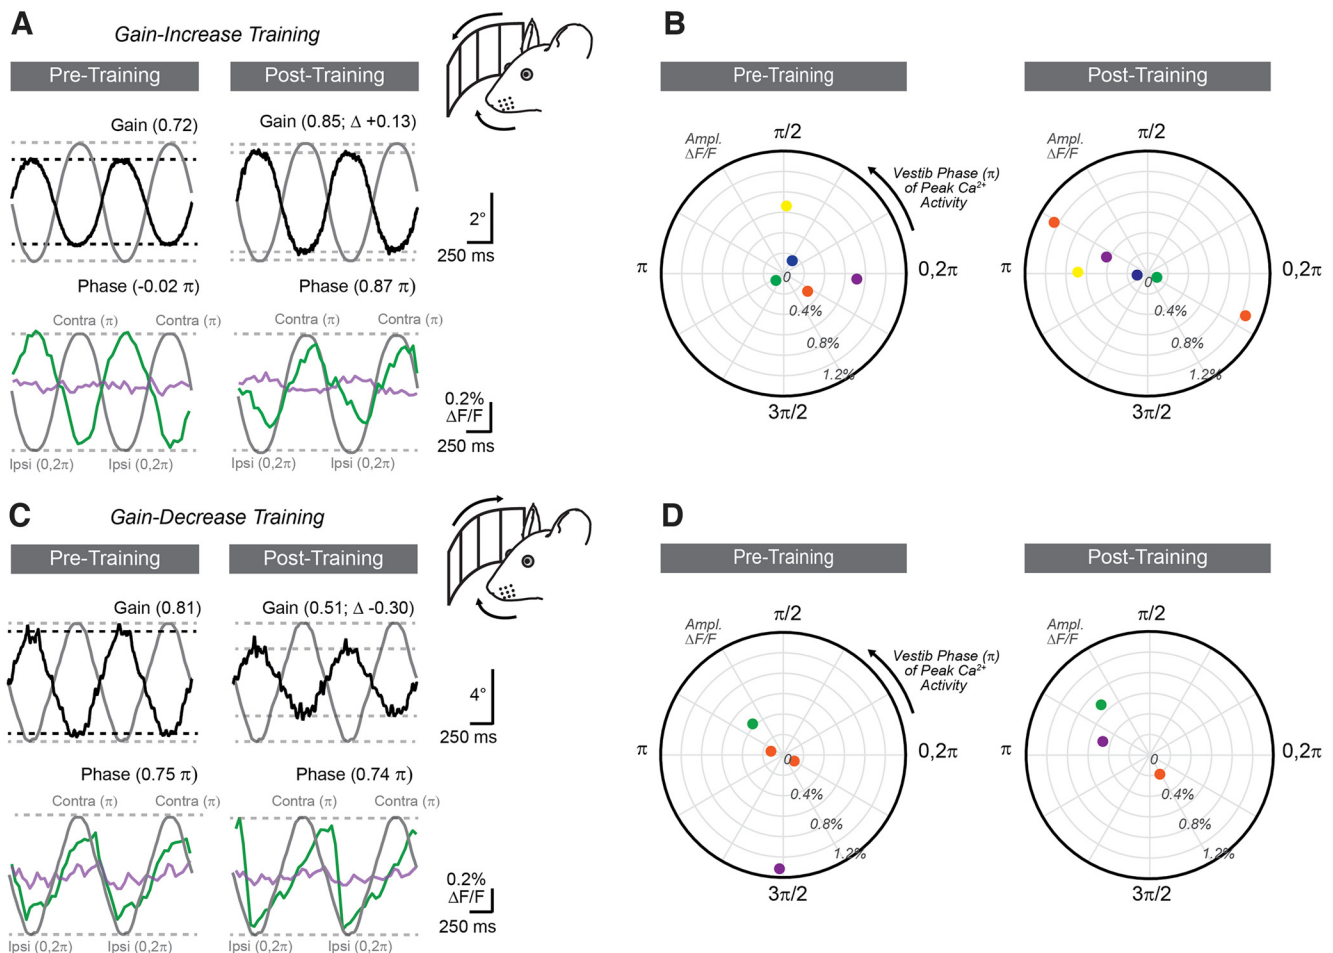 A
Gain-Increase Training
Pre-Training
Post-Training
Gain (0.72)
Gain (0.85; Δ +0.13)
2°
250 ms
Phase (-0.02 π)
Phase (0.87 π)
Contra (π)
Contra (π)
Contra (π)
Contra (π)
0.2%
ΔF/F
250 ms
Ipsi (0,2π)
Ipsi (0,2π)
Ipsi (0,2π)
Ipsi (0,2π)
B
Pre-Training
Post-Training
Ampl.
ΔF/F
π/2
Vestib Phase (π)
of Peak Ca²⁺
Activity
π
0,2π
0
0.4%
0.8%
1.2%
3π/2
Ampl.
ΔF/F
π/2
π
0,2π
0
0.4%
0.8%
1.2%
3π/2
C
Gain-Decrease Training
Pre-Training
Post-Training
Gain (0.81)
Gain (0.51; Δ -0.30)
4°
250 ms
Phase (0.75 π)
Phase (0.74 π)
Contra (π)
Contra (π)
Contra (π)
Contra (π)
0.2%
ΔF/F
250 ms
Ipsi (0,2π)
Ipsi (0,2π)
Ipsi (0,2π)
Ipsi (0,2π)
D
Pre-Training
Post-Training
Ampl.
ΔF/F
π/2
Vestib Phase (π)
of Peak Ca²⁺
Activity
π
0,2π
0
0.4%
0.8%
1.2%
3π/2
Ampl.
ΔF/F
π/2
π
0,2π
0
0.4%
0.8%
1.2%
3π/2